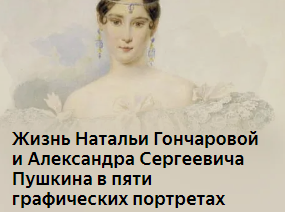 Жизнь Натальи Гончаровой
и Александра Сергеевича
Пушкина в пяти
графических портретах